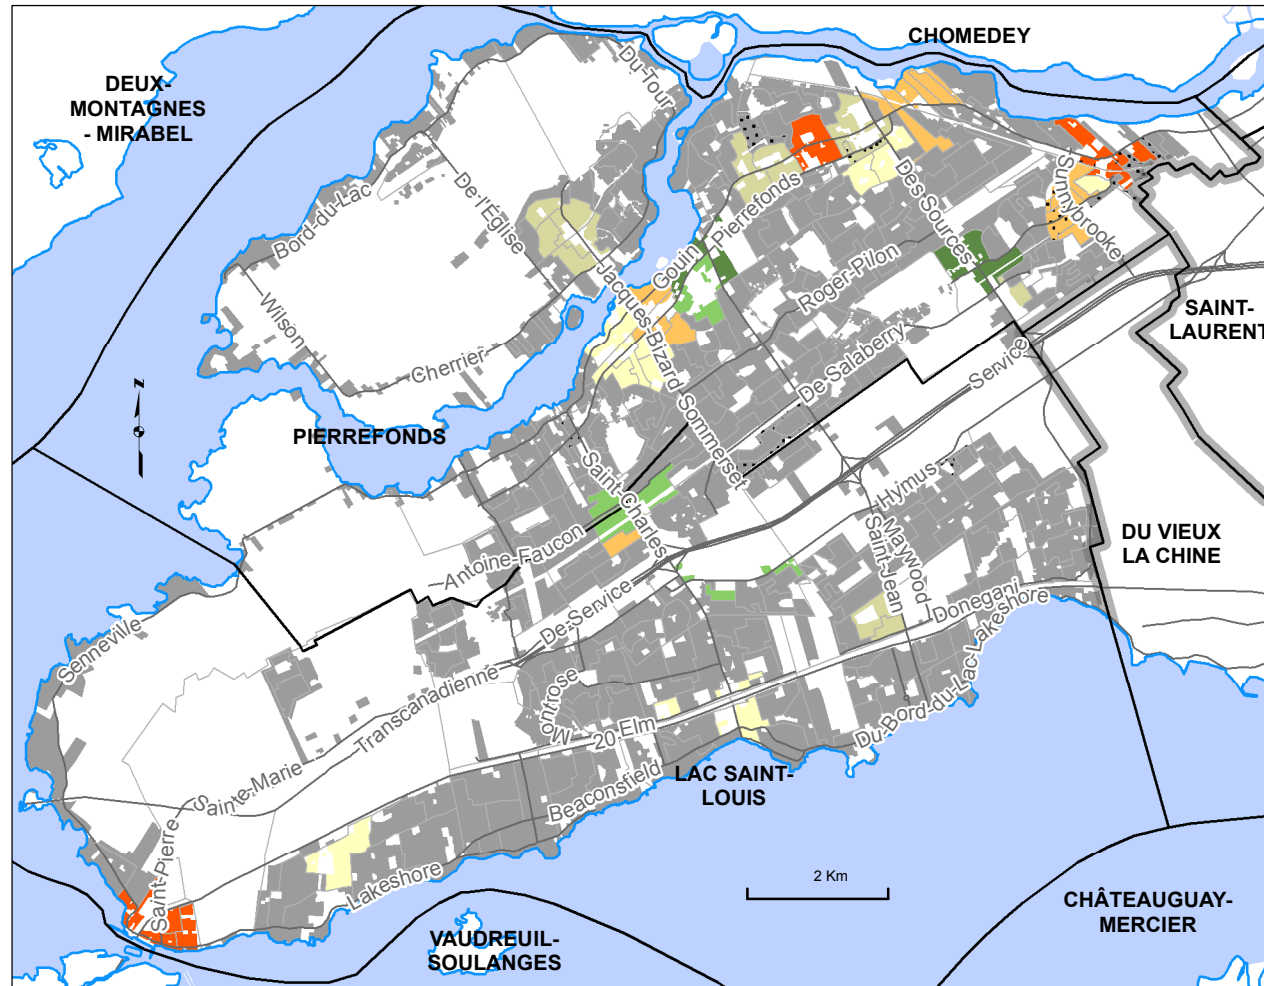 CHOMEDEY
DEUX-
MONTAGNES
- MIRABEL
Du Tour
Bord-du-Lac
De l'Église
Wilson
Cherrier
Jacques-Bizard
Gouin
Pierrefonds
Des Sources
Sunnybrooke
Roger-Pilon
De Salaberry
Service
SAINT-
LAURENT
PIERREFONDS
Sommerset
Saint-Charles
Antoine-Faucon
De Service
Hymus
Maywood
Saint-Jean
Donegani
Du Bord-du-Lac Lakeshore
DU VIEUX
LA CHINE
Senneville
Transcanadienne
Montrose
20 Elm
Sainte-Marie
Saint-Pierre
Beaconsfield
Lakeshore
LAC SAINT-
LOUIS
2 Km
VAUDREUIL-
SOULANGES
CHÂTEAUGUAY-
MERCIER
N